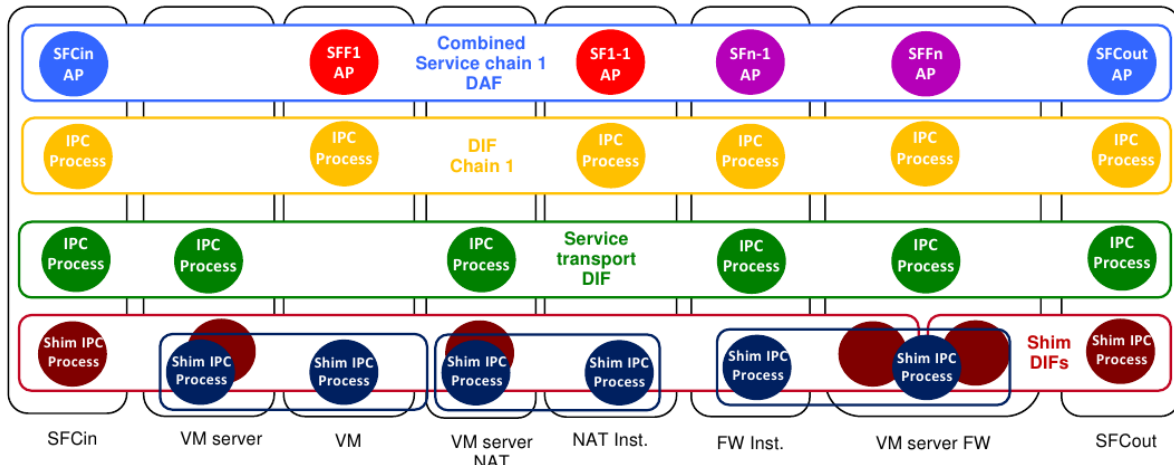 SFCin
AP
SFF1
AP
Combined
Service chain 1
DAF
SF1-1
AP
SFn-1
AP
SFFn
AP
SFCout
AP
IPC
Process
IPC
Process
DIF
Chain 1
IPC
Process
IPC
Process
IPC
Process
IPC
Process
IPC
Process
IPC
Process
IPC
Process
Service
transport
DIF
IPC
Process
IPC
Process
IPC
Process
Shim IPC
Process
Shim IPC
Process
Shim IPC
Process
Shim IPC
Process
Shim IPC
Process
Shim IPC
Process
Shim IPC
Process
Shim
DIFs
Shim IPC
Process
SFCin
VM server
VM
VM server
NAT
NAT Inst.
FW Inst.
VM server FW
SFCout